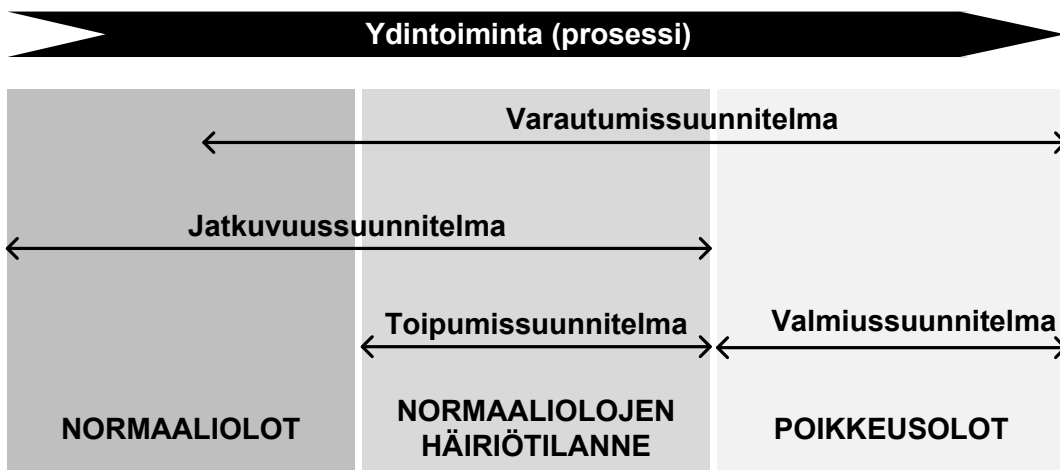 Ydintoiminta (prosessi)
Varautumissuunnitelma
Jatkuvuussuunnitelma
Toipumissuunnitelma
Valmiussuunnitelma
NORMAALIOLOT
NORMAALIOLOJEN
HÄIRIÖTILANNE
POIKKEUSOLOT